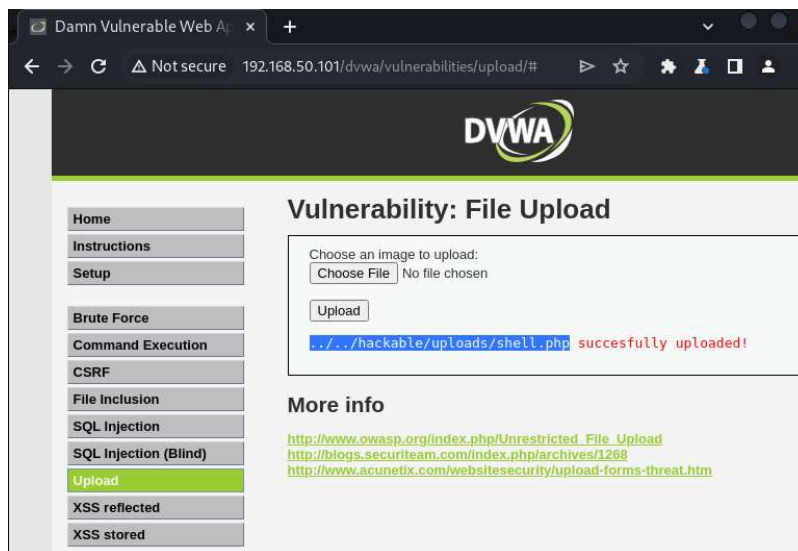 Damn Vulnerable Web Ap
Not secure 192.168.50.101/dvwa/vulnerabilities/upload/#
DVWA
Home
Instructions
Setup
Brute Force
Command Execution
CSRF
File Inclusion
SQL Injection
SQL Injection (Blind)
Upload
XSS reflected
XSS stored
Vulnerability: File Upload
Choose an image to upload:
Choose File No file chosen
Upload
../../hackable/uploads/shell.php succesfully uploaded!
More info
http://www.owasp.org/index.php/Unrestricted_File_Upload
http://blogs.securiteam.com/index.php/archives/1268
http://www.acunetix.com/websitesecurity/upload-forms-threat.htm